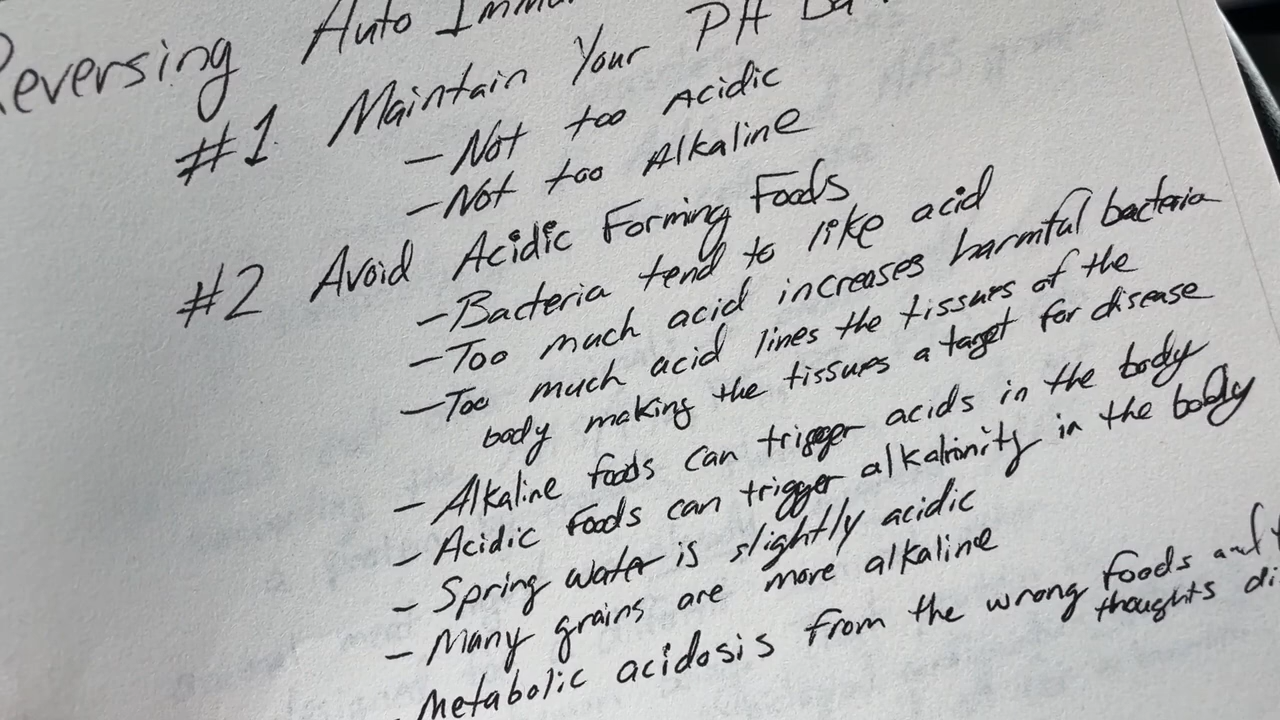 Reversing Auto
#1 Maintain Your PH
- Not too Acidic
- Not too Alkaline
#2 Avoid Acidic Forming Foods
- Bacteria tend to like acid
- Too much acid increases harmful bacteria
- Too much acid lines the tissues of the
body making the tissues a target for disease
- Alkaline foods can trigger acids in the body
- Acidic foods can trigger alkalinity in the body
- Spring water is slightly acidic
- Many grains are more alkaline
- Metabolic acidosis from the wrong foods and
thoughts